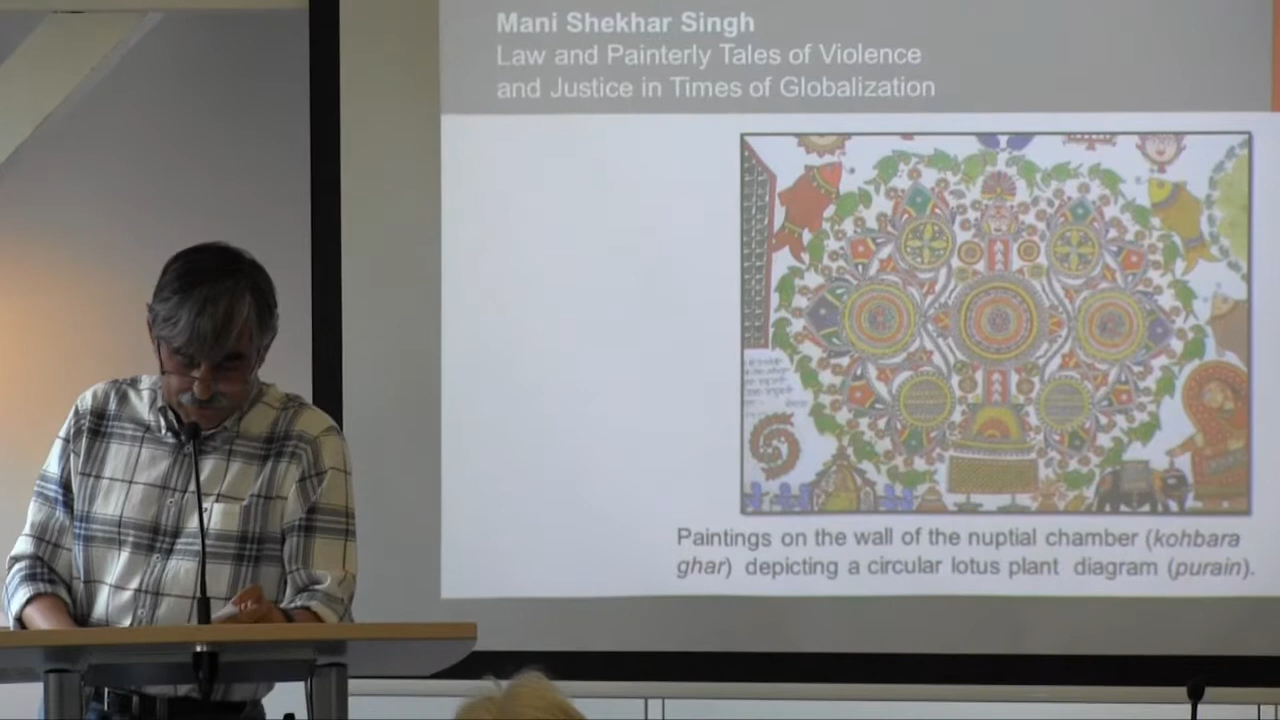 Mani Shekhar Singh
Law and Painterly Tales of Violence
and Justice in Times of Globalization
Paintings on the wall of the nuptial chamber (kohbara
ghar) depicting a circular lotus plant diagram (purain).